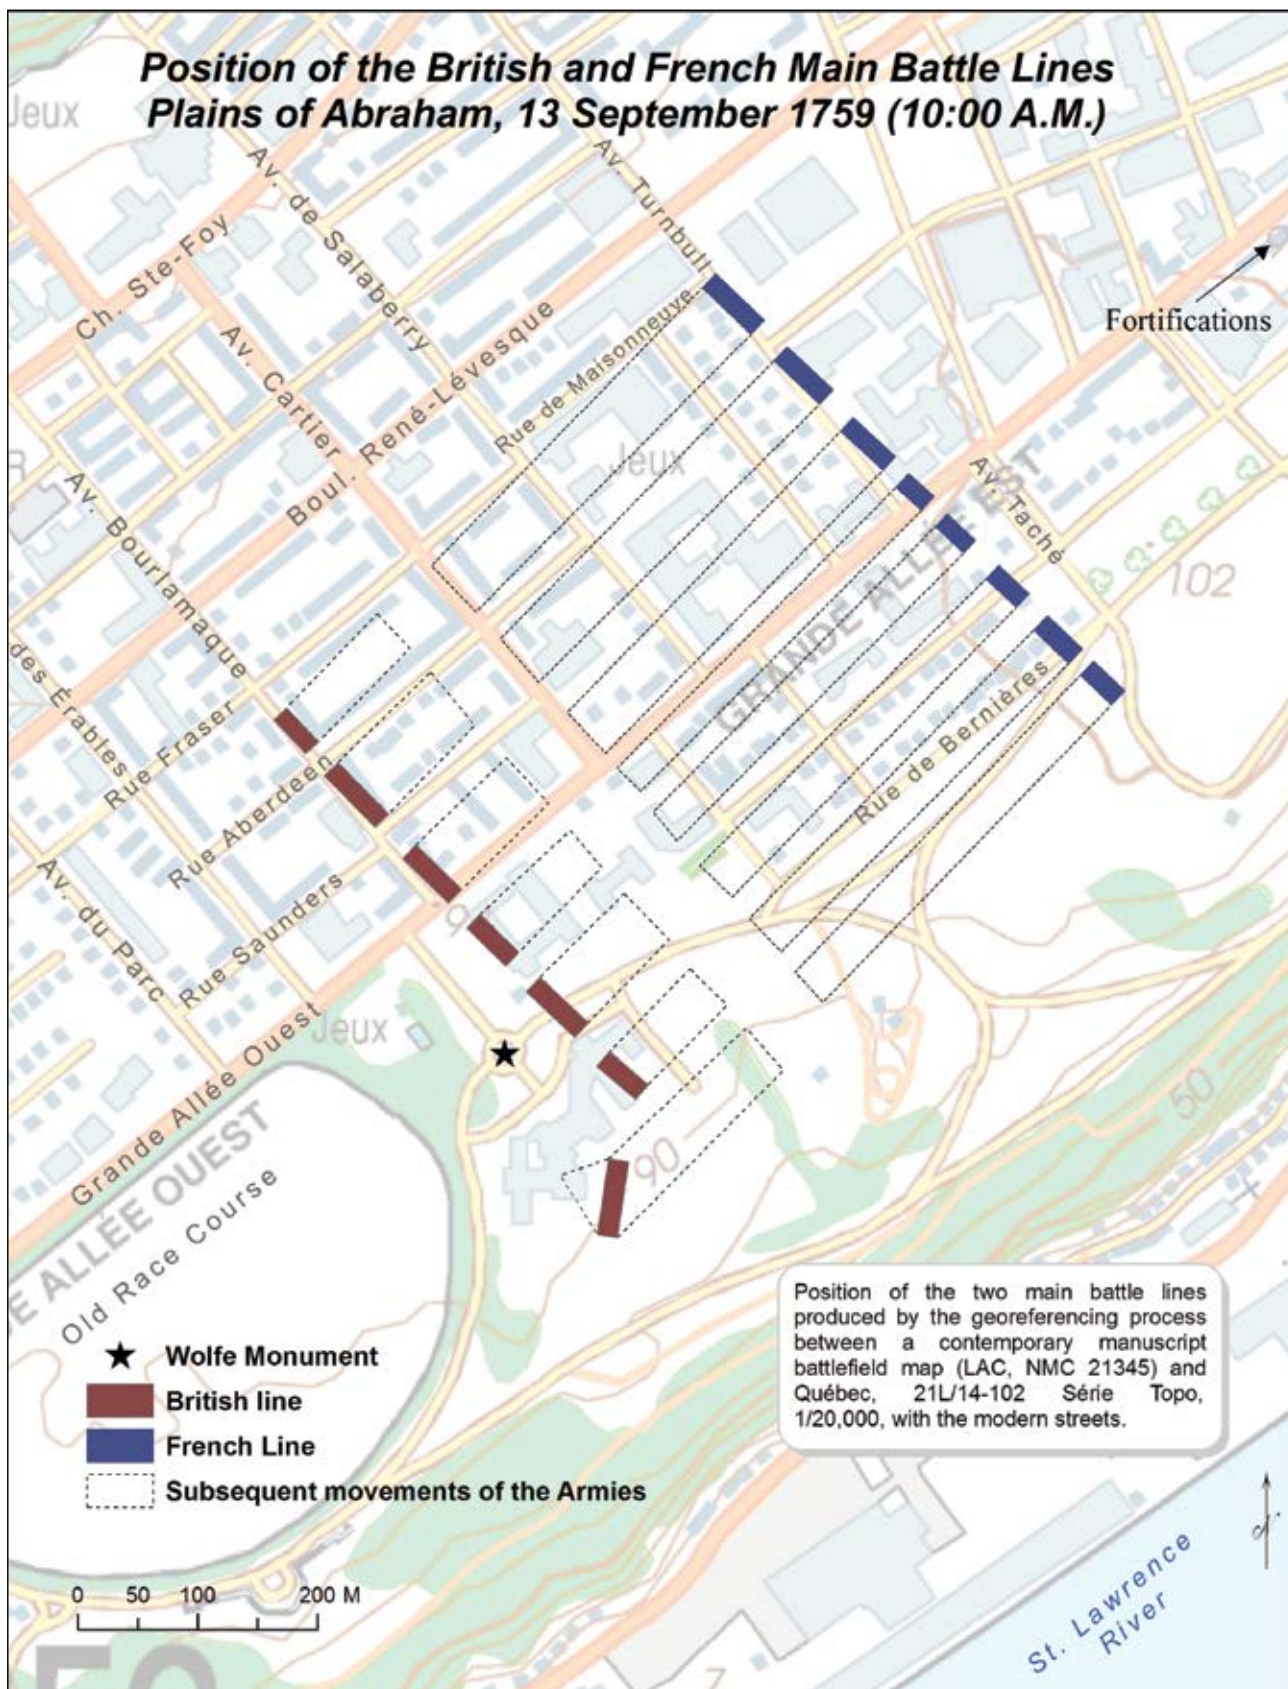 Position of the British and French Main Battle Lines
Plains of Abraham, 13 September 1759 (10:00 A.M.)
Jeux
Av. de Salaberry
Av. Turnbull
Ch. Ste-Foy
Fortifications
Av. Cartier
Boul. René-Lévesque
Rue de Maisonneuve
Jeux
R
Av. Bourlamaque
Av. Taché
GRANDE ALLÉE EST
102
des Érables
Rue Fraser
Rue Aberdeen
Rue de Bernières
Av. du Parc
Rue Saunders
9
Jeux
Grande Allée Ouest
E ALLÉE OUEST
Old Race Course
90
50
Position of the two main battle lines
produced by the georeferencing process
between a contemporary manuscript
battlefield map (LAC, NMC 21345) and
Québec, 21L/14-102 Série Topo,
1/20,000, with the modern streets.
Wolfe Monument
British line
French Line
Subsequent movements of the Armies
0 50 100 200 M
St. Lawrence
River